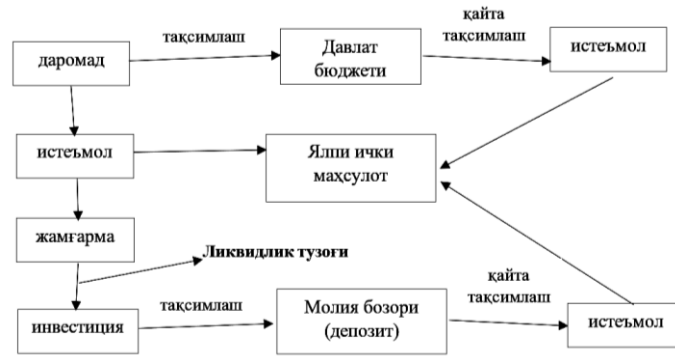 даромад
тақсимлаш
Давлат
бюджети
қайта
тақсимлаш
истеъмол
истеъмол
Ялпи ички
маҳсулот
жамғарма
Ликвидлик тузоғи
инвестиция
тақсимлаш
Молия бозори
(депозит)
қайта
тақсимлаш
истеъмол